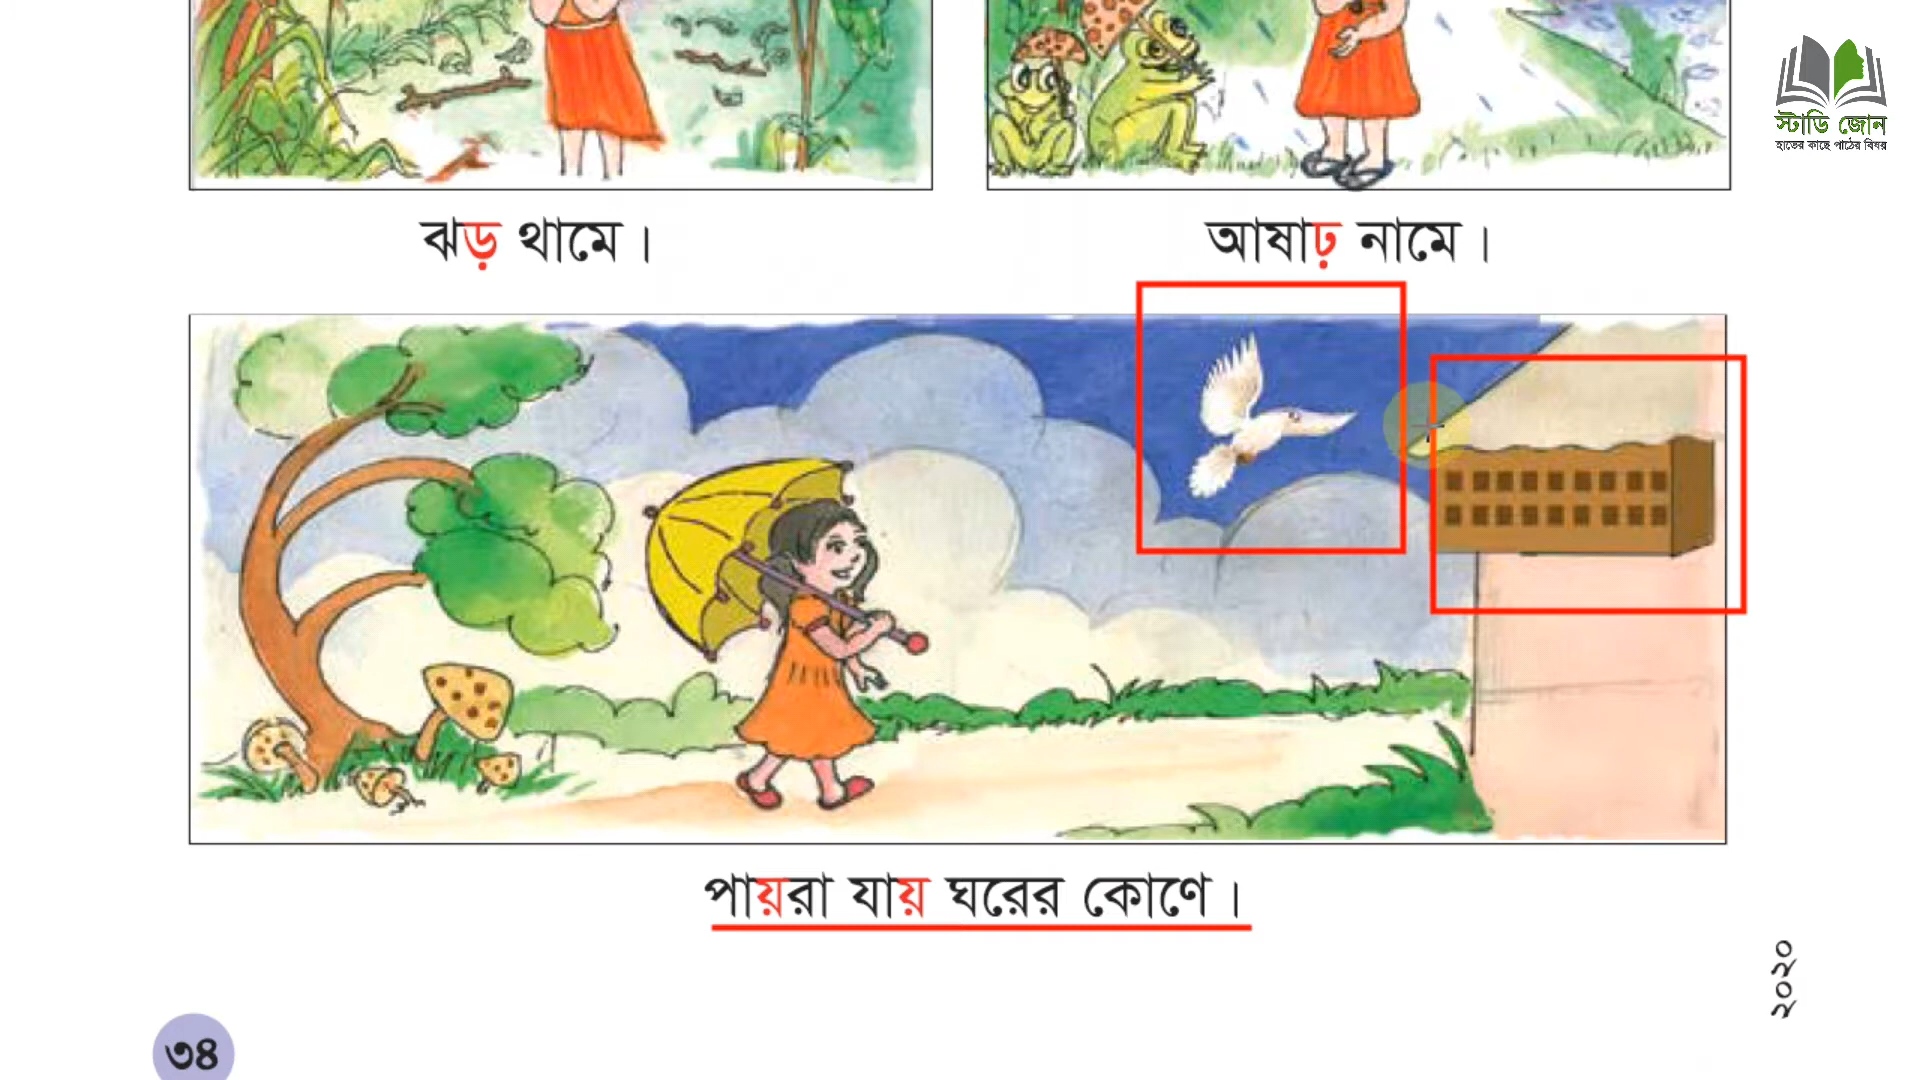 স্টাডি জোন
হাতের কাছে পাঠের বিষয়
ঝড় থামে।
আষাঢ় নামে।
পায়রা যায় ঘরের কোণে।
২০২০
৩৪